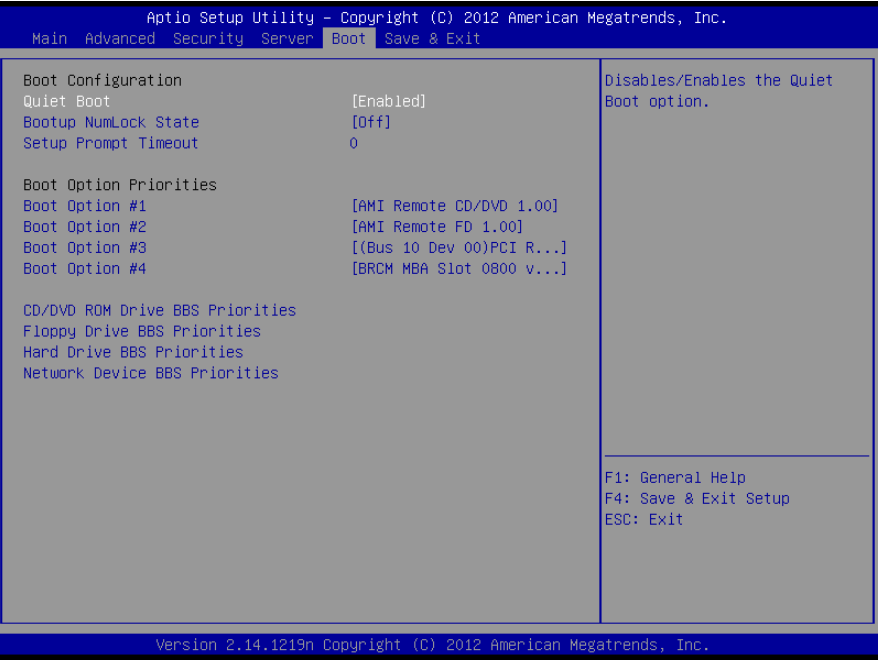 Aptio Setup Utility – Copyright (C) 2012 American Megatrends, Inc.
Main Advanced Security Server Boot Save & Exit
Boot Configuration
Quiet Boot [Enabled]
Bootup NumLock State [Off]
Setup Prompt Timeout 0
Boot Option Priorities
Boot Option #1 [AMI Remote CD/DVD 1.00]
Boot Option #2 [AMI Remote FD 1.00]
Boot Option #3 [(Bus 10 Dev 00)PCI R...]
Boot Option #4 [BRCM MBA Slot 0800 v...]
CD/DVD ROM Drive BBS Priorities
Floppy Drive BBS Priorities
Hard Drive BBS Priorities
Network Device BBS Priorities
Disables/Enables the Quiet
Boot option.
F1: General Help
F4: Save & Exit Setup
ESC: Exit
Version 2.14.1219n Copyright (C) 2012 American Megatrends, Inc.